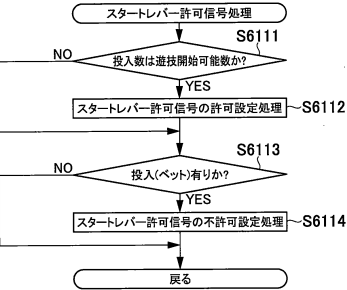 スタートレバー許可信号処理
S6111
投入数は遊技開始可能数か?
NO
YES
スタートレバー許可信号の許可設定処理
S6112
S6113
投入(ベット)有りか?
NO
YES
スタートレバー許可信号の不許可設定処理
S6114
戻る